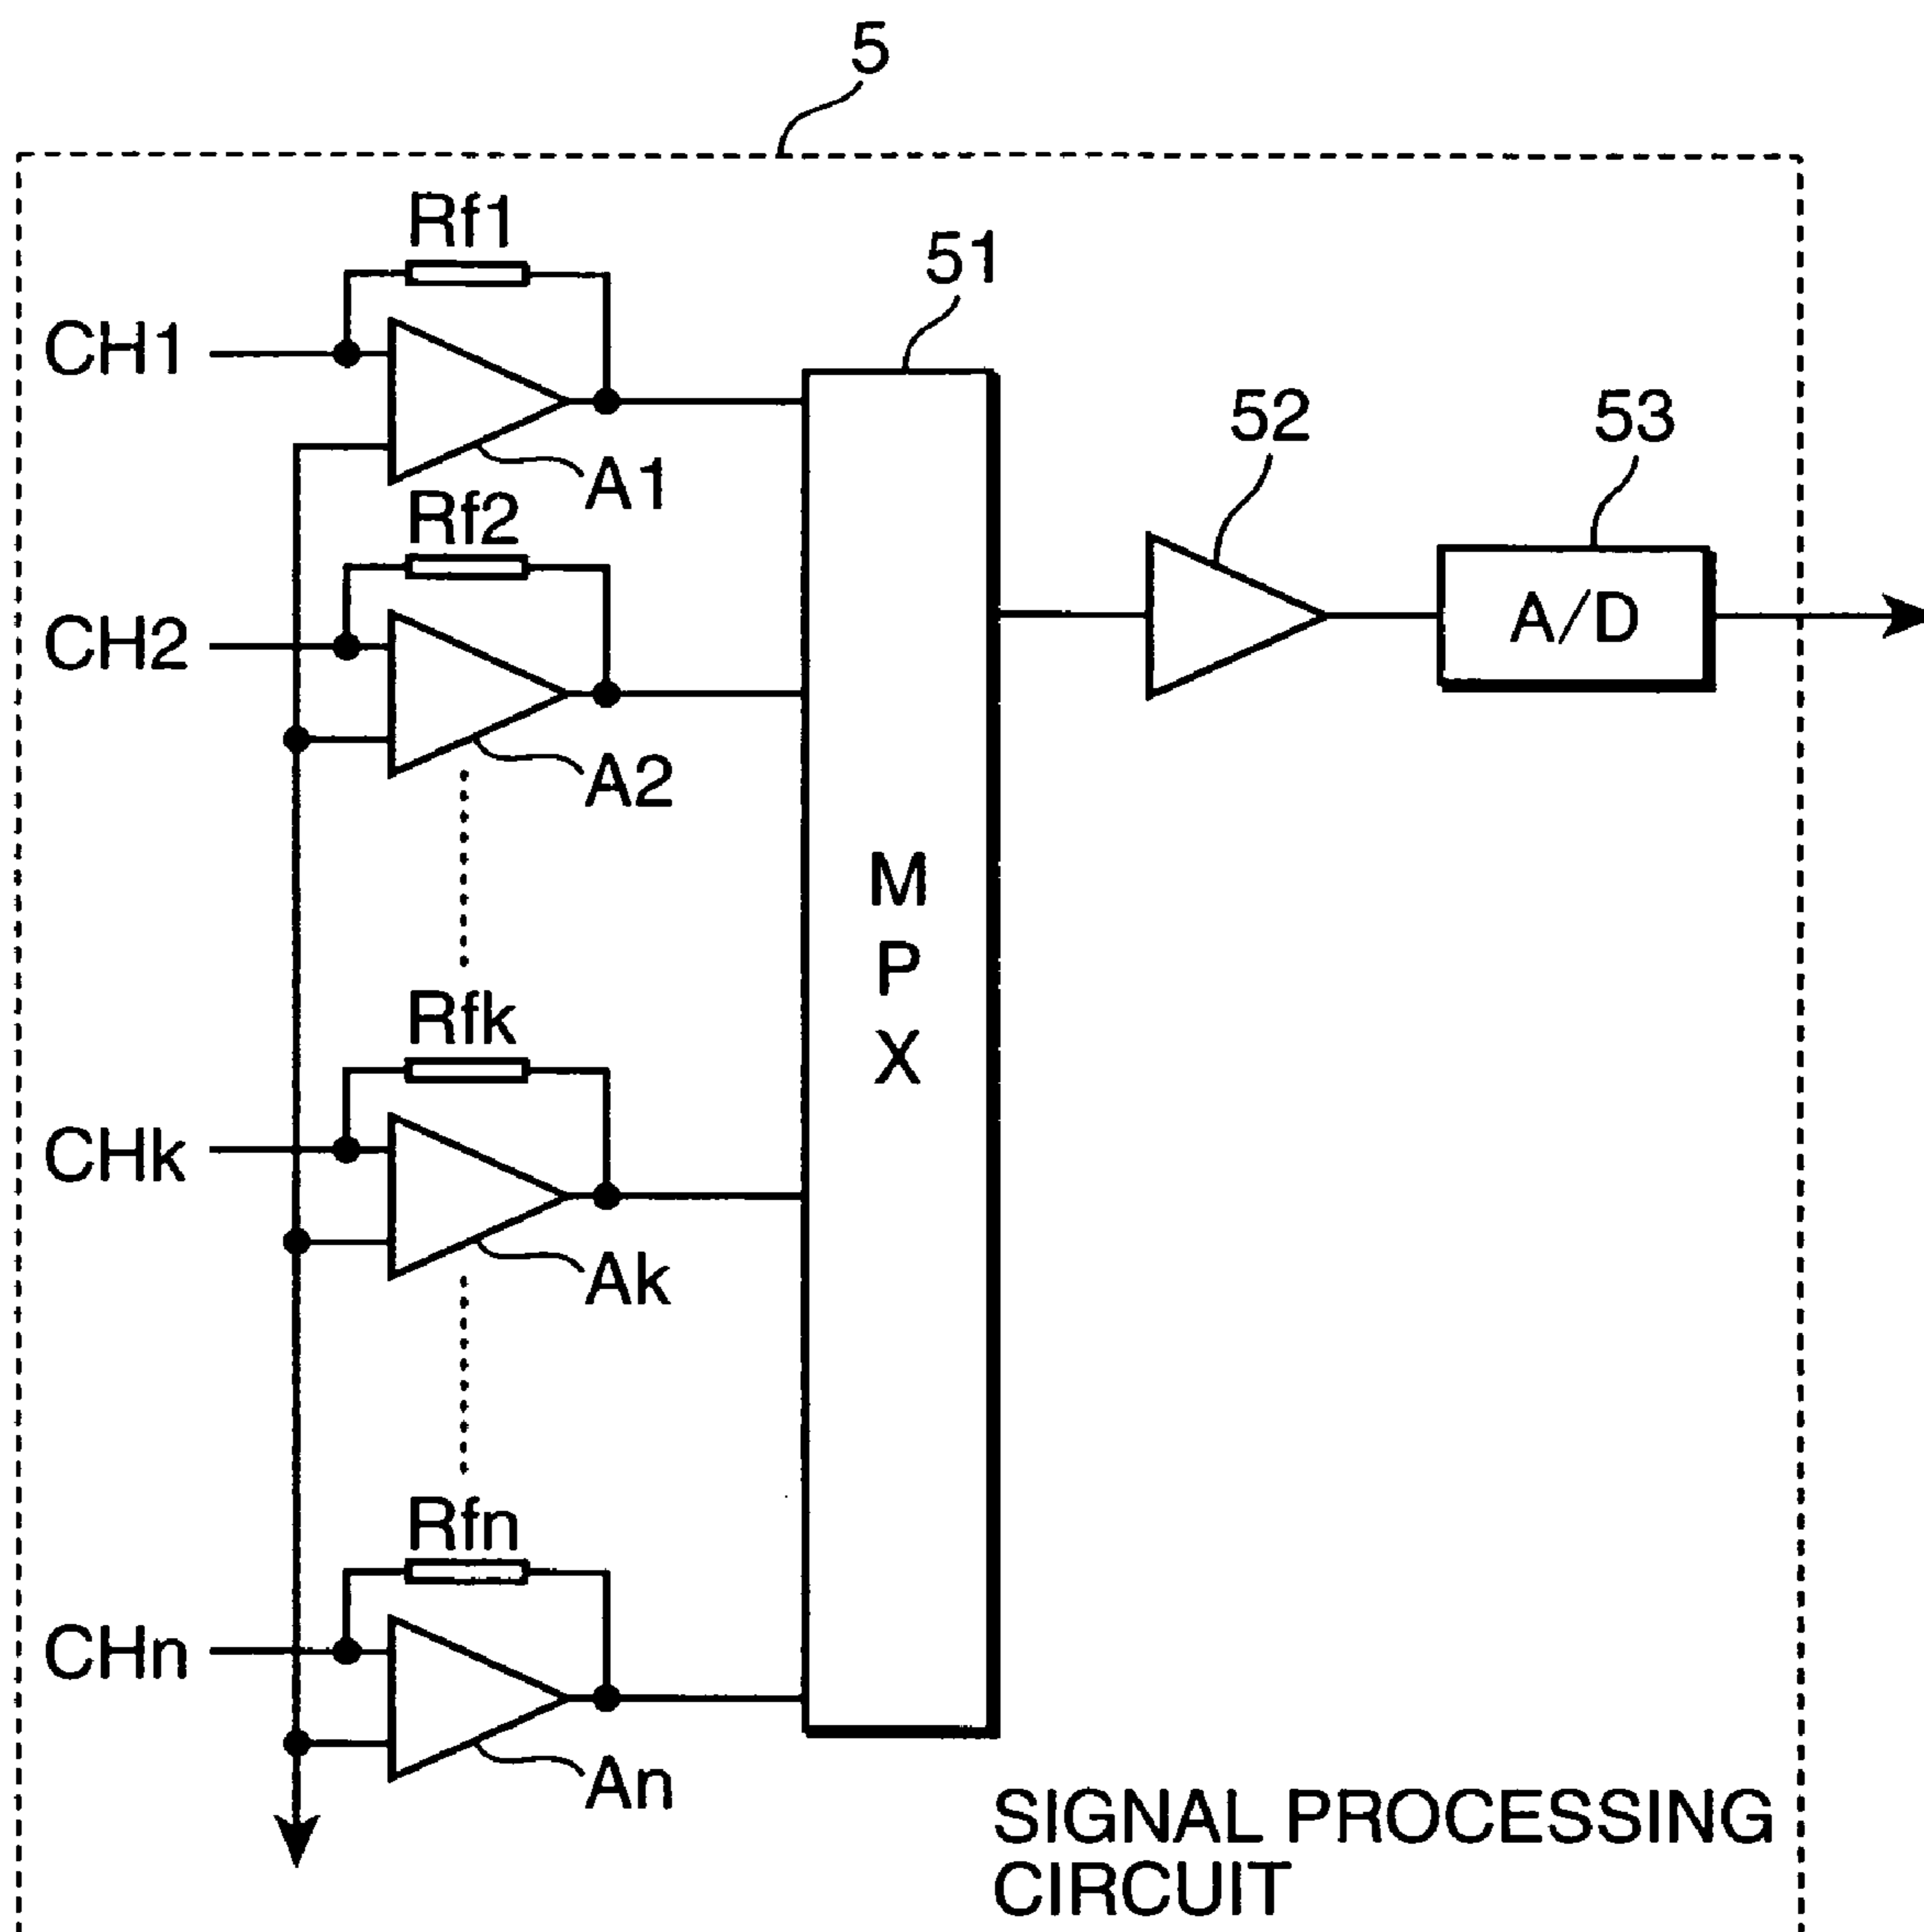 5
Rf1
51
CH1
52
53
A1
Rf2
A/D
CH2
A2
M
P
X
Rfk
CHk
Ak
Rfn
CHn
An
SIGNAL PROCESSING
CIRCUIT